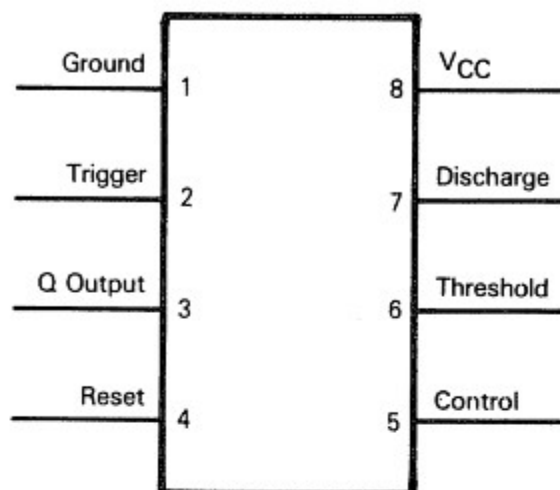 Ground
1
8
VCC
Trigger
2
7
Discharge
Q Output
3
6
Threshold
Reset
4
5
Control